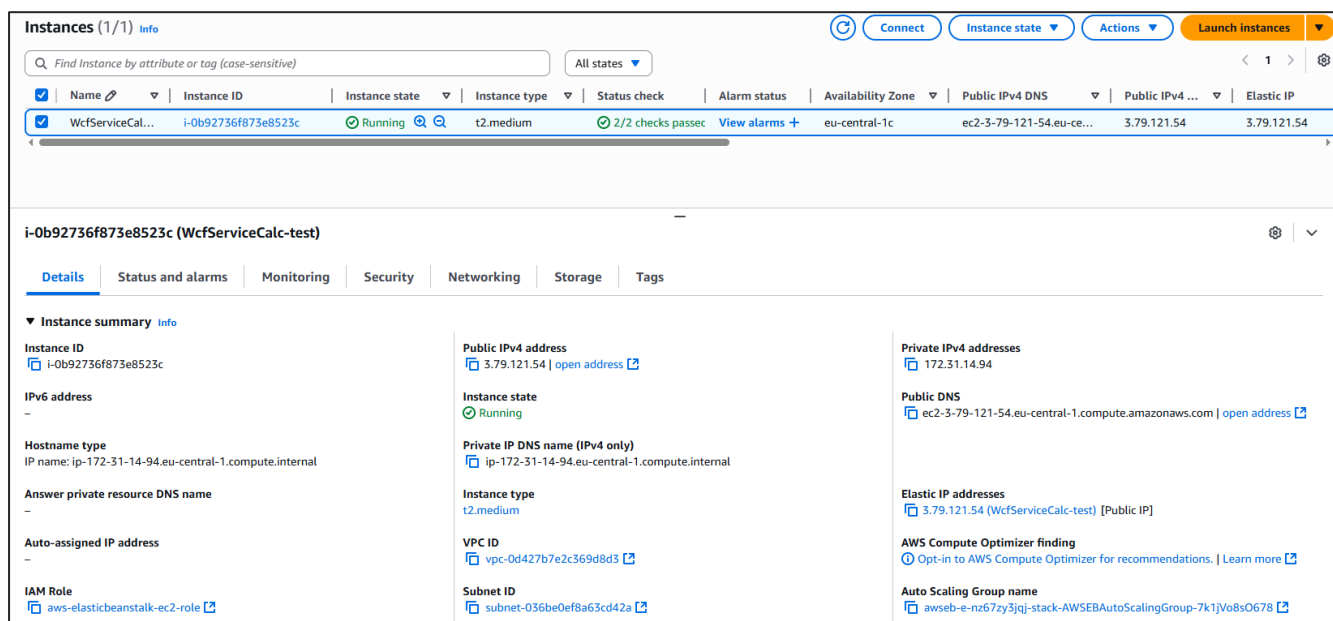 Instances (1/1) Info
Connect
Instance state
Actions
Launch instances
Find Instance by attribute or tag (case-sensitive)
All states
1
Name
Instance ID
Instance state
Instance type
Status check
Alarm status
Availability Zone
Public IPv4 DNS
Public IPv4 ...
Elastic IP
WcfServiceCal...
i-0b92736f873e8523c
Running
t2.medium
2/2 checks passec
View alarms +
eu-central-1c
ec2-3-79-121-54.eu-ce...
3.79.121.54
3.79.121.54
i-0b92736f873e8523c (WcfServiceCalc-test)
Details
Status and alarms
Monitoring
Security
Networking
Storage
Tags
Instance summary Info
Instance ID
i-0b92736f873e8523c
Public IPv4 address
3.79.121.54 | open address
Private IPv4 addresses
172.31.14.94
IPv6 address
–
Instance state
Running
Public DNS
ec2-3-79-121-54.eu-central-1.compute.amazonaws.com | open address
Hostname type
IP name: ip-172-31-14-94.eu-central-1.compute.internal
Private IP DNS name (IPv4 only)
ip-172-31-14-94.eu-central-1.compute.internal
Answer private resource DNS name
–
Instance type
t2.medium
Elastic IP addresses
3.79.121.54 (WcfServiceCalc-test) [Public IP]
Auto-assigned IP address
–
VPC ID
vpc-0d427b7e2c369d8d3
AWS Compute Optimizer finding
Opt-in to AWS Compute Optimizer for recommendations. | Learn more
IAM Role
aws-elasticbeanstalk-ec2-role
Subnet ID
subnet-036be0ef8a63cd42a
Auto Scaling Group name
awseb-e-nz67zy3jqj-stack-AWSEBAutoScalingGroup-7k1jVo8sO678